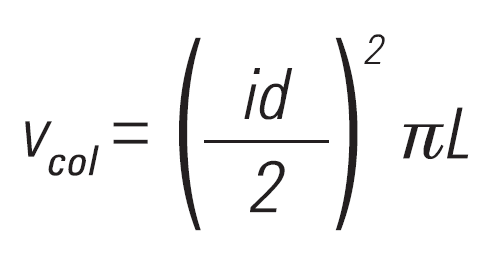 v_col = (id/2)² πL